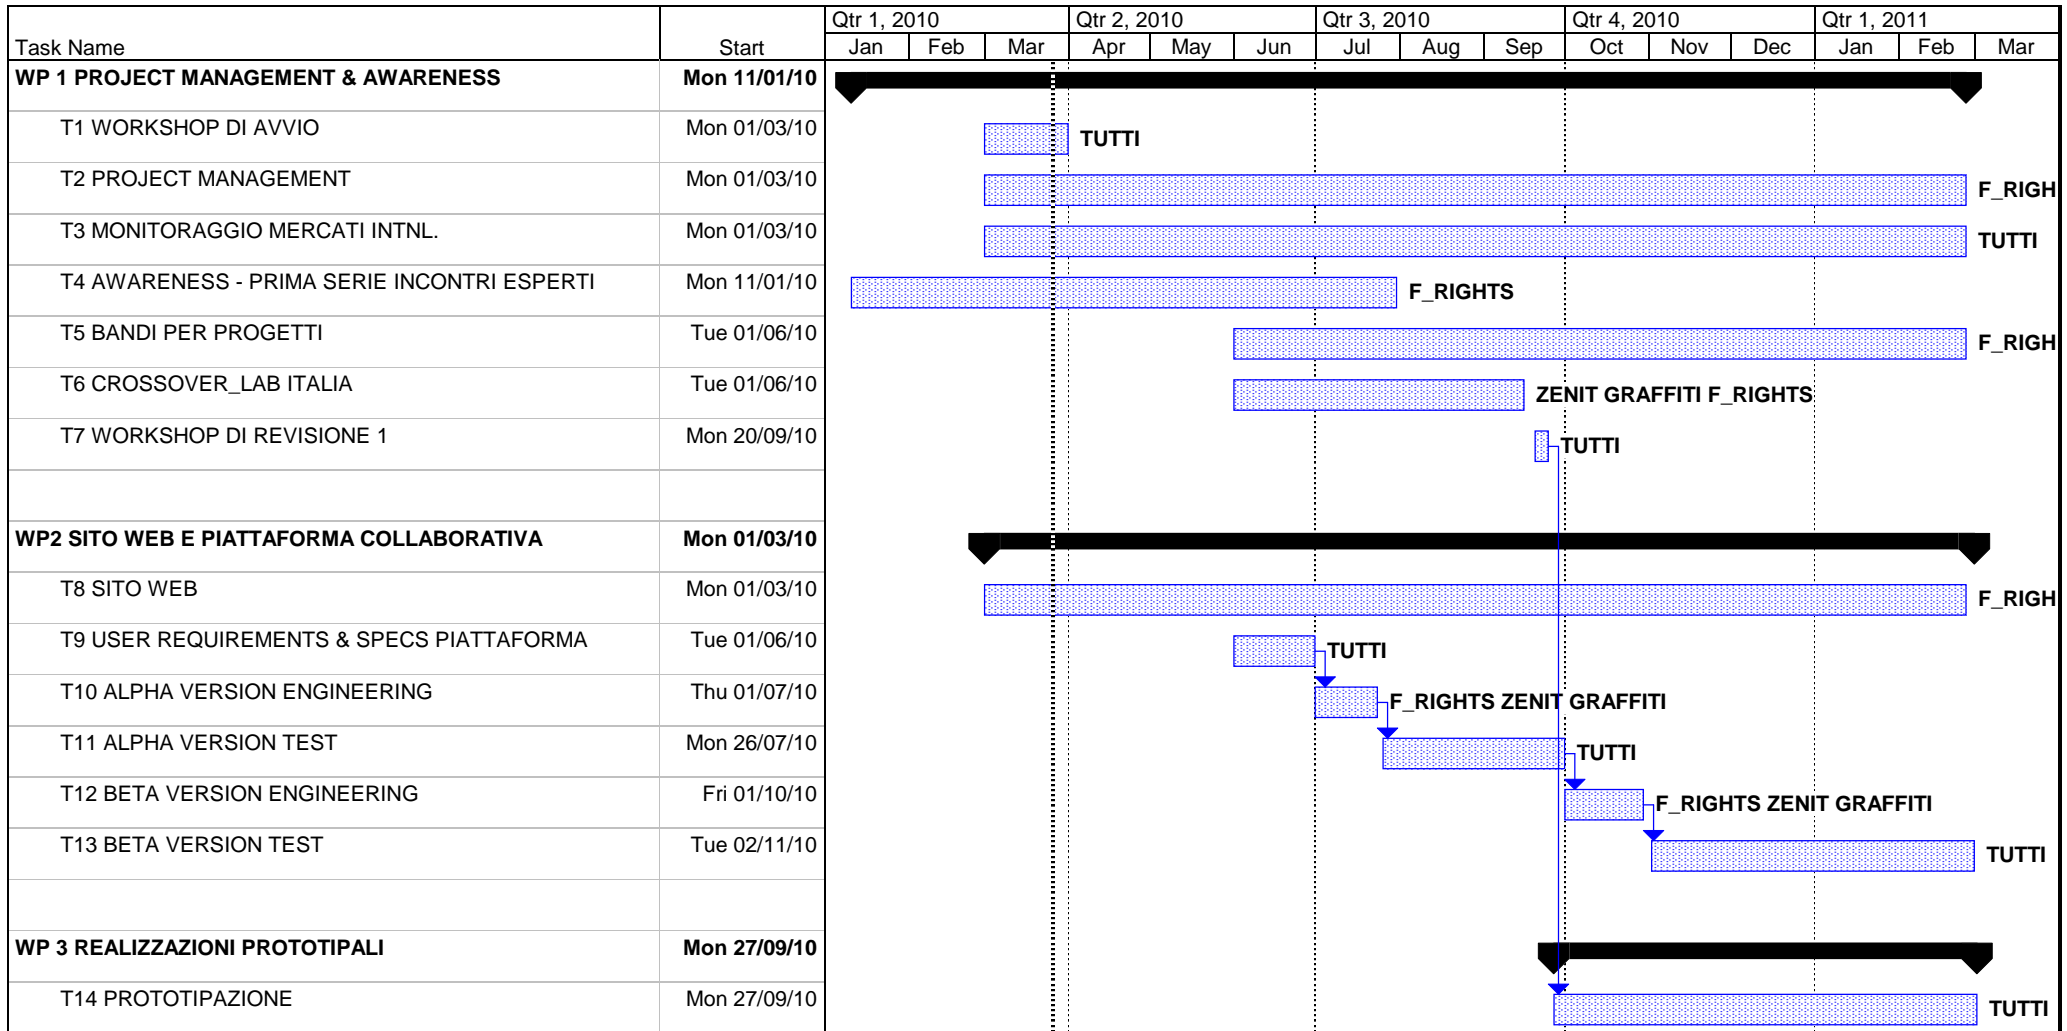 Qtr 1, 2010 Qtr 2, 2010 Qtr 3, 2010 Qtr 4, 2010 Qtr 1, 2011
Task Name Start Jan Feb Mar Apr May Jun Jul Aug Sep Oct Nov Dec Jan Feb Mar
WP 1 PROJECT MANAGEMENT & AWARENESS Mon 11/01/10
T1 WORKSHOP DI AVVIO Mon 01/03/10 TUTTI
T2 PROJECT MANAGEMENT Mon 01/03/10 F_RIGH
T3 MONITORAGGIO MERCATI INTNL. Mon 01/03/10 TUTTI
T4 AWARENESS - PRIMA SERIE INCONTRI ESPERTI Mon 11/01/10 F_RIGHTS
T5 BANDI PER PROGETTI Tue 01/06/10 F_RIGH
T6 CROSSOVER_LAB ITALIA Tue 01/06/10 ZENIT GRAFFITI F_RIGHTS
T7 WORKSHOP DI REVISIONE 1 Mon 20/09/10 TUTTI
WP2 SITO WEB E PIATTAFORMA COLLABORATIVA Mon 01/03/10
T8 SITO WEB Mon 01/03/10 F_RIGH
T9 USER REQUIREMENTS & SPECS PIATTAFORMA Tue 01/06/10 TUTTI
T10 ALPHA VERSION ENGINEERING Thu 01/07/10 F_RIGHTS ZENIT GRAFFITI
T11 ALPHA VERSION TEST Mon 26/07/10 TUTTI
T12 BETA VERSION ENGINEERING Fri 01/10/10 F_RIGHTS ZENIT GRAFFITI
T13 BETA VERSION TEST Tue 02/11/10 TUTTI
WP 3 REALIZZAZIONI PROTOTIPALI Mon 27/09/10
T14 PROTOTIPAZIONE Mon 27/09/10 TUTTI